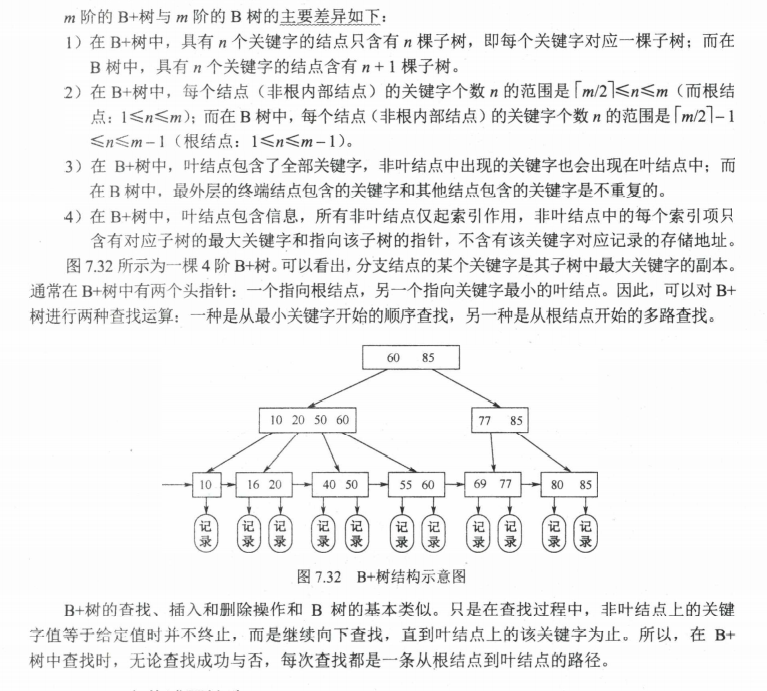 m 阶的 B+树与 m 阶的 B 树的主要差异如下：
1）在 B+树中，具有 n 个关键字的结点只含有 n 棵子树，即每个关键字对应一棵子树；而在
B 树中，具有 n 个关键字的结点含有 n + 1 棵子树。
2）在 B+树中，每个结点（非根内部结点）的关键字个数 n 的范围是⌈m/2⌉≤n≤m（而根结
点：1≤n≤m）；而在 B 树中，每个结点（非根内部结点）的关键字个数 n 的范围是⌈m/2⌉－1
≤n≤m－1（根结点：1≤n≤m－1）。
3）在 B+树中，叶结点包含了全部关键字，非叶结点中出现的关键字也会出现在叶结点中；而
在 B 树中，最外层的终端结点包含的关键字和其他结点包含的关键字是不重复的。
4）在 B+树中，叶结点包含信息，所有非叶结点仅起索引作用，非叶结点中的每个索引项只
含有对应子树的最大关键字和指向该子树的指针，不含有该关键字对应记录的存储地址。
图 7.32 所示为一棵 4 阶 B+树。可以看出，分支结点的某个关键字是其子树中最大关键字的副本。
通常在 B+树中有两个头指针：一个指向根结点，另一个指向关键字最小的叶结点。因此，可以对 B+
树进行两种查找运算：一种是从最小关键字开始的顺序查找，另一种是从根结点开始的多路查找。
60 85
10 20 50 60
77 85
10
16 20
40 50
55 60
69 77
80 85
记录
记录
记录
记录
记录
记录
记录
记录
记录
记录
记录
图 7.32 B+树结构示意图
B+树的查找、插入和删除操作和 B 树的基本类似。只是在查找过程中，非叶结点上的关键
字值等于给定值时并不终止，而是继续向下查找，直到叶结点上的该关键字为止。所以，在 B+
树中查找时，无论查找成功与否，每次查找都是一条从根结点到叶结点的路径。